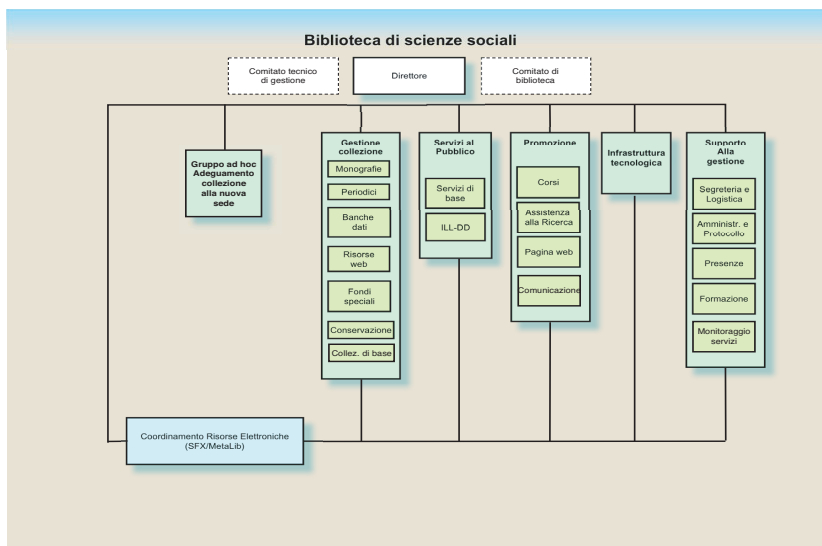 Biblioteca di scienze sociali
Comitato tecnico
di gestione
Direttore
Comitato di
biblioteca
Gruppo ad hoc
Adeguamento
collezione
alla nuova
sede
Gestione
collezione
Monografie
Periodici
Banche
dati
Risorse
web
Fondi
speciali
Conservazione
Collez. di base
Servizi al
Pubblico
Servizi di
base
ILL-DD
Promozione
Corsi
Assistenza
alla Ricerca
Pagina web
Comunicazione
Infrastruttura
tecnologica
Supporto
Alla
gestione
Segreteria e
Logistica
Amministr. e
Protocollo
Presenze
Formazione
Monitoraggio
servizi
Coordinamento Risorse Elettroniche
(SFX/MetaLib)